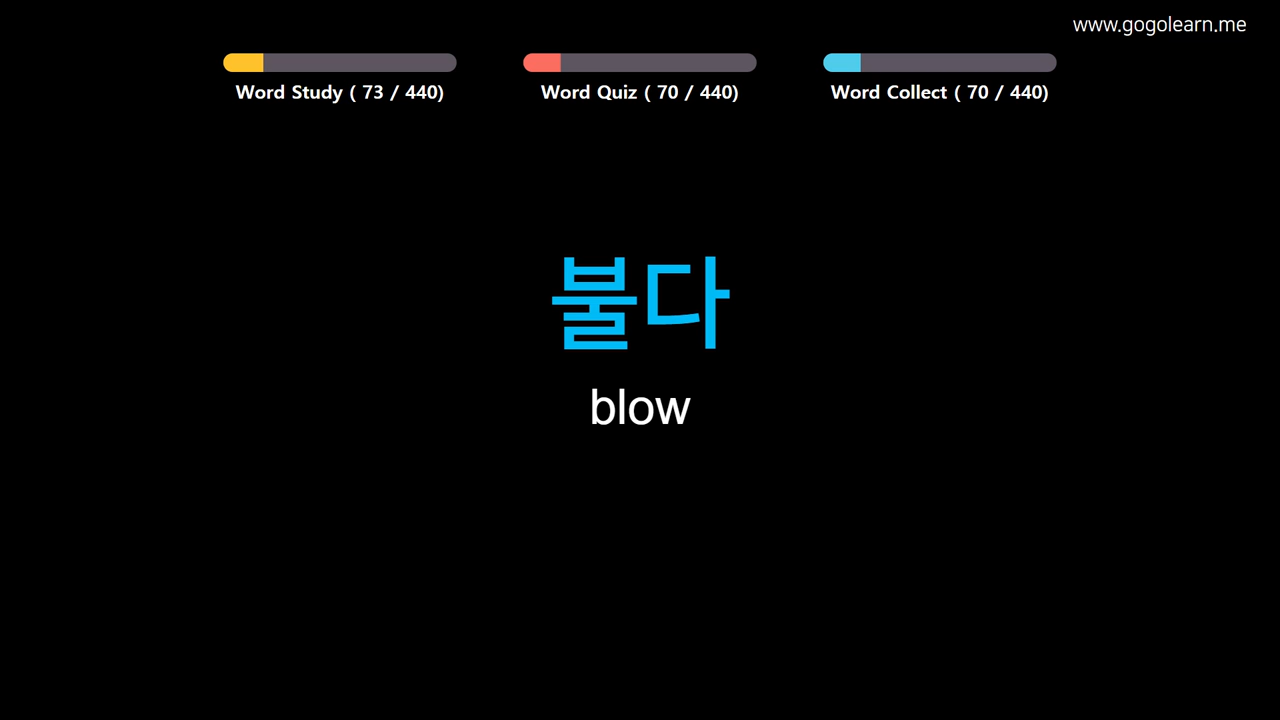 www.gogolearn.me
Word Study ( 73 / 440)
Word Quiz ( 70 / 440)
Word Collect ( 70 / 440)
불다
blow